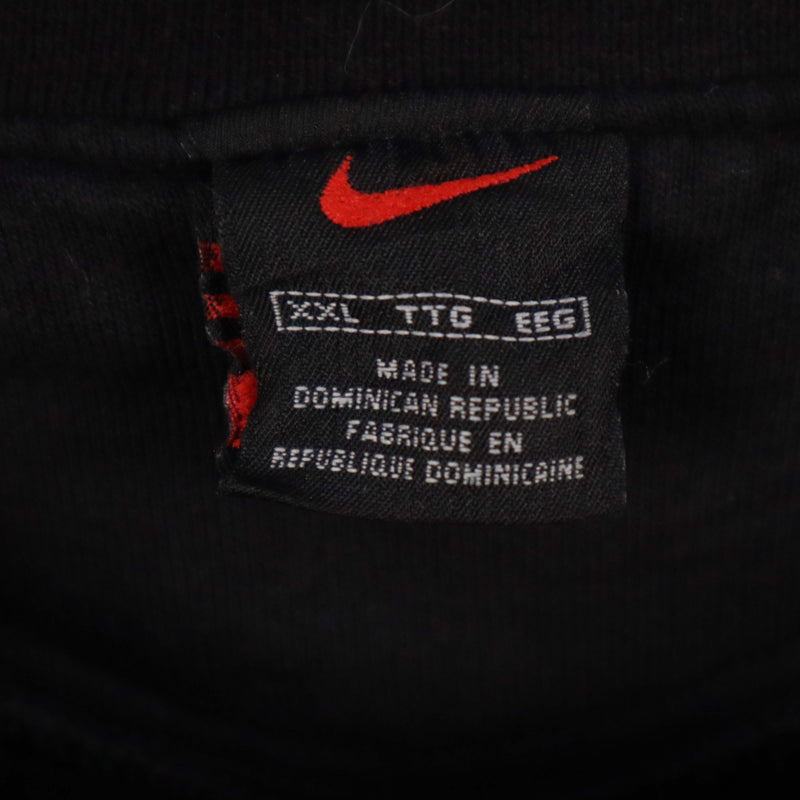 XXL TTG EEG
MADE IN
DOMINICAN REPUBLIC
FABRIQUE EN
REPUBLIQUE DOMINICAINE